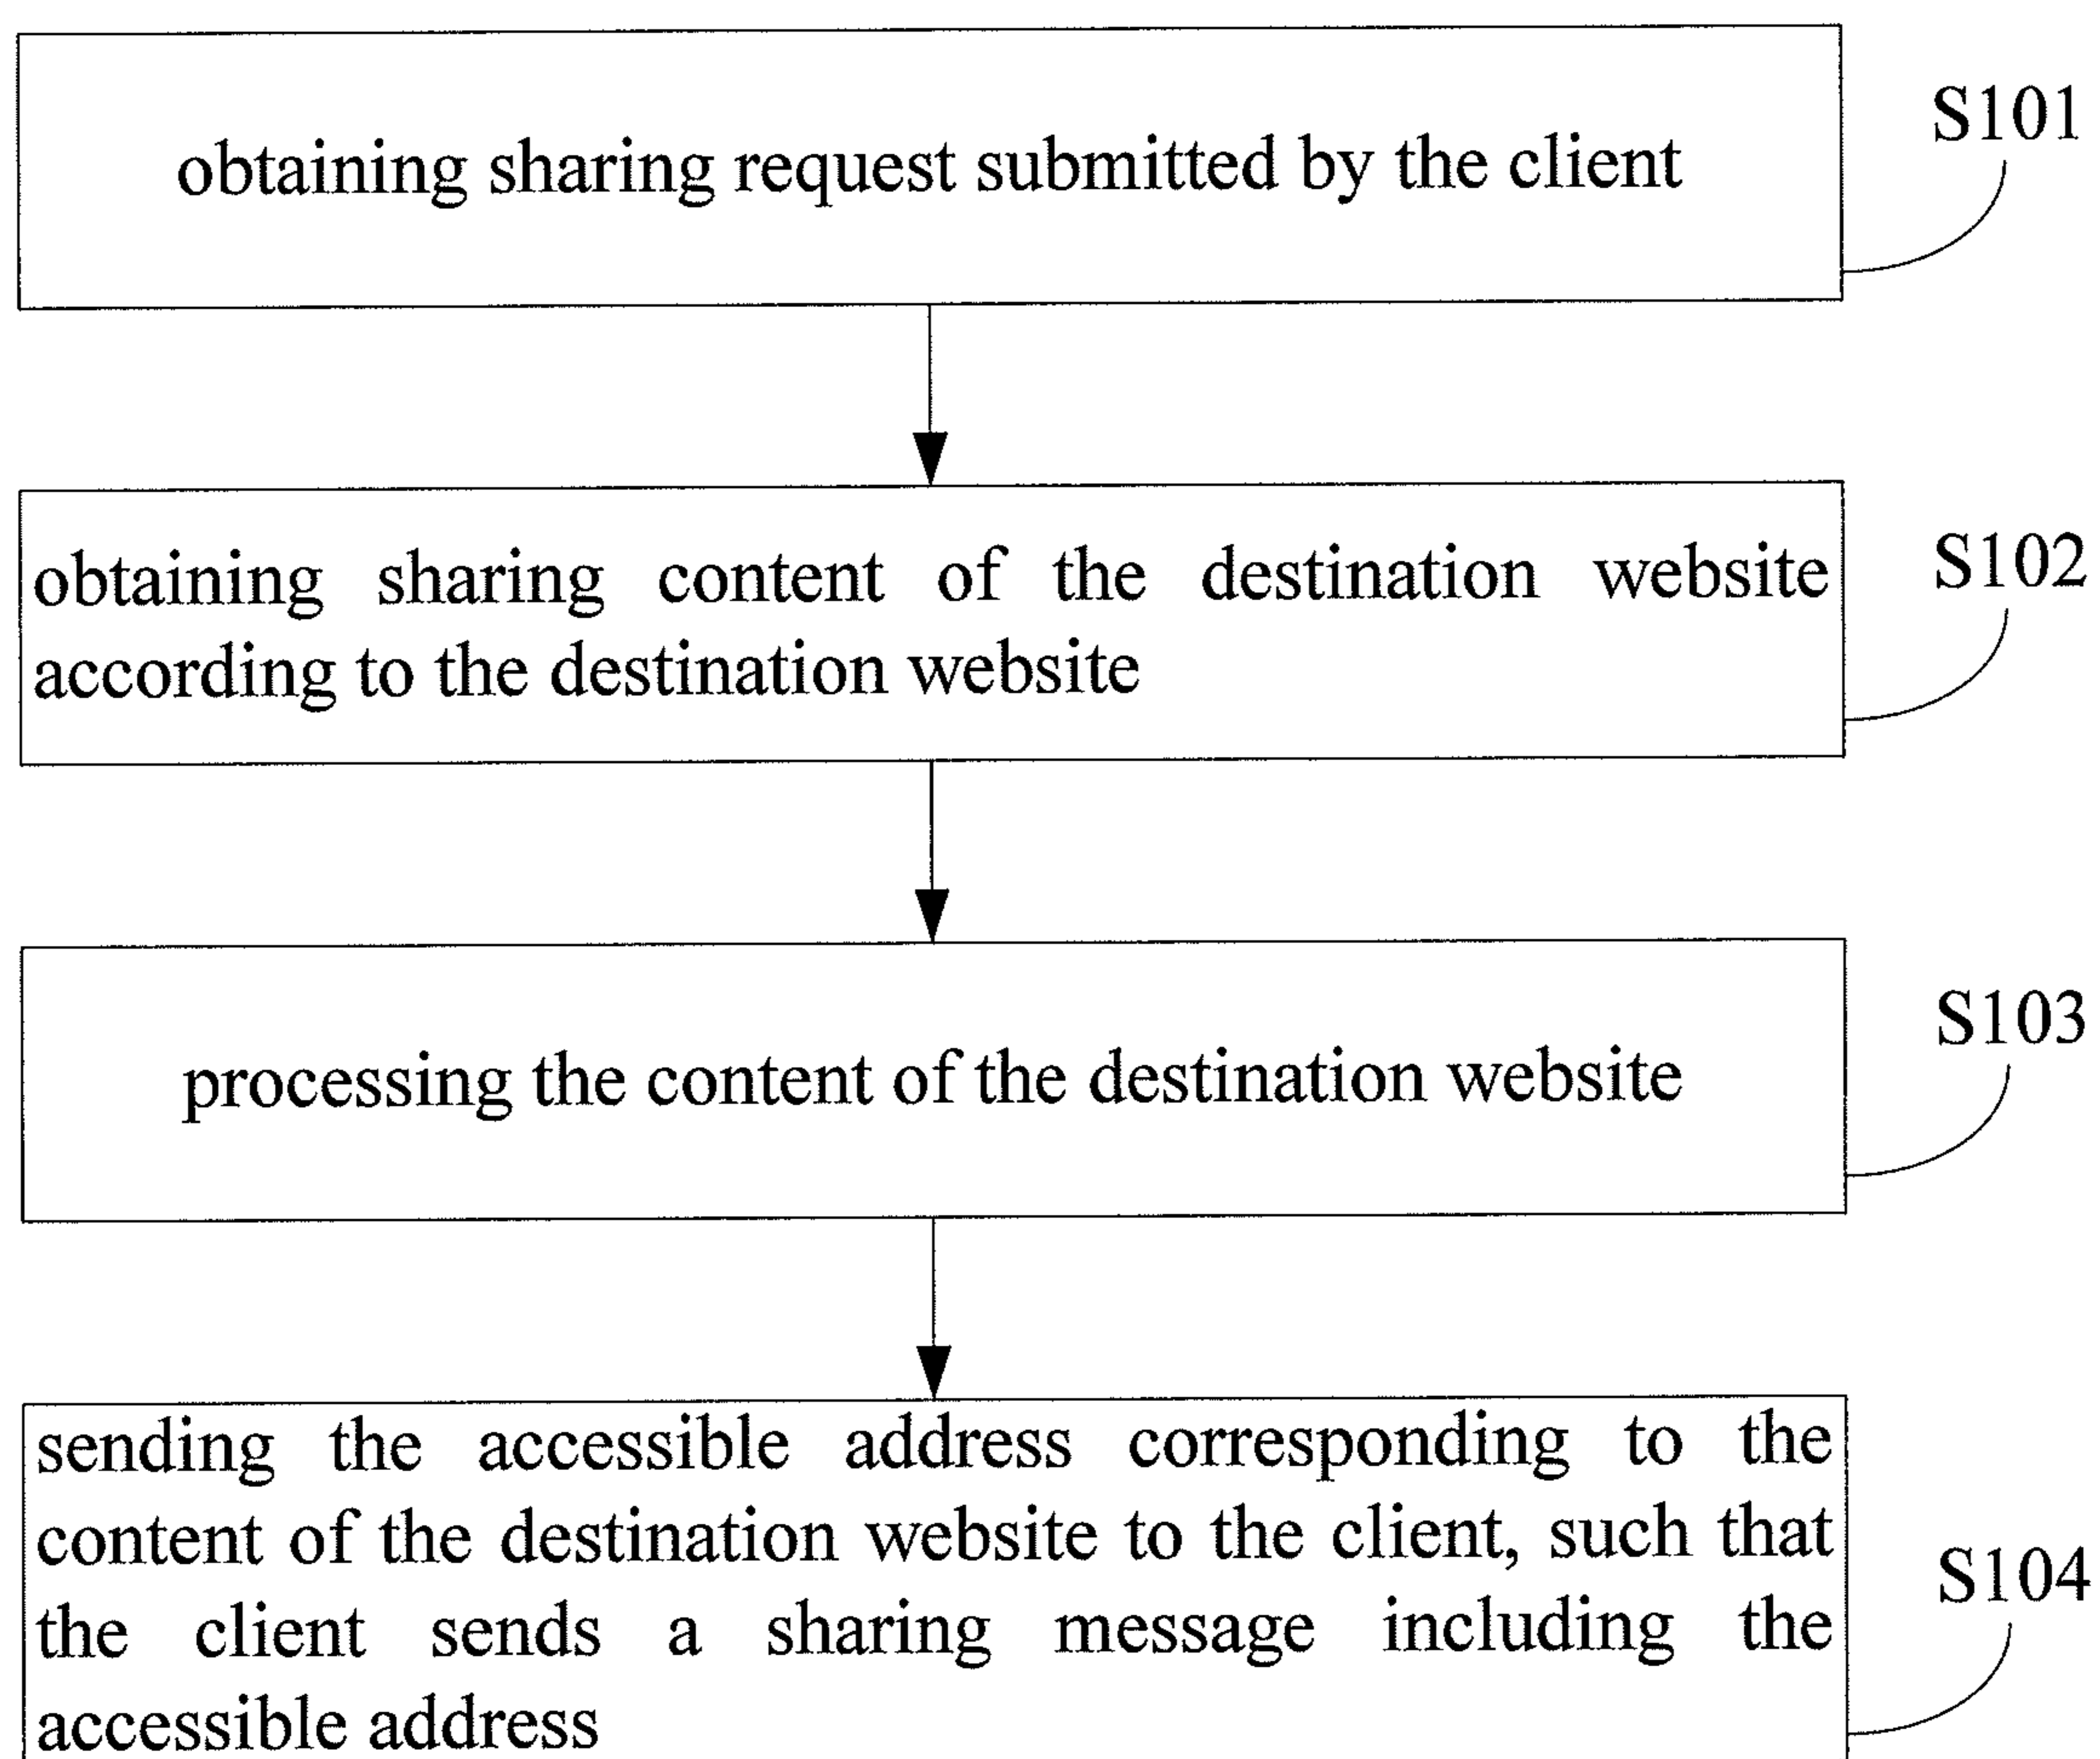 obtaining sharing request submitted by the client
S101
obtaining sharing content of the destination website
according to the destination website
S102
processing the content of the destination website
S103
sending the accessible address corresponding to the
content of the destination website to the client, such that
the client sends a sharing message including the
accessible address
S104